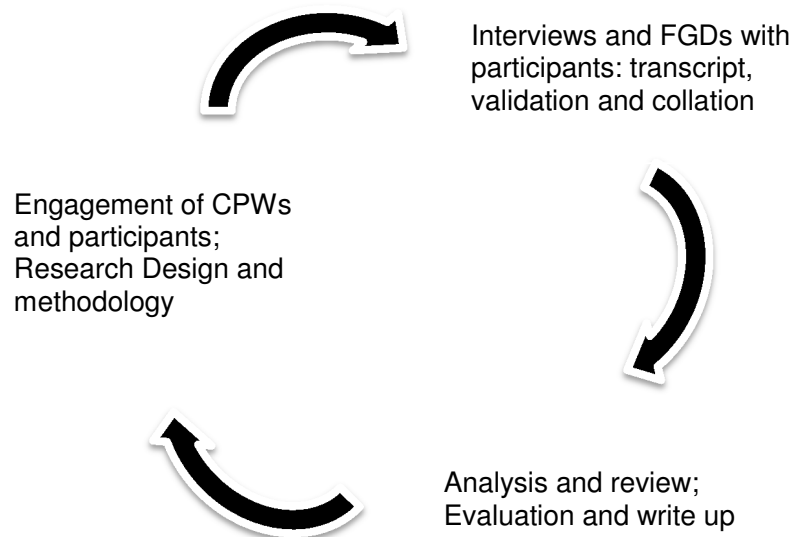 Interviews and FGDs with
participants: transcript,
validation and collation
Engagement of CPWs
and participants;
Research Design and
methodology
Analysis and review;
Evaluation and write up